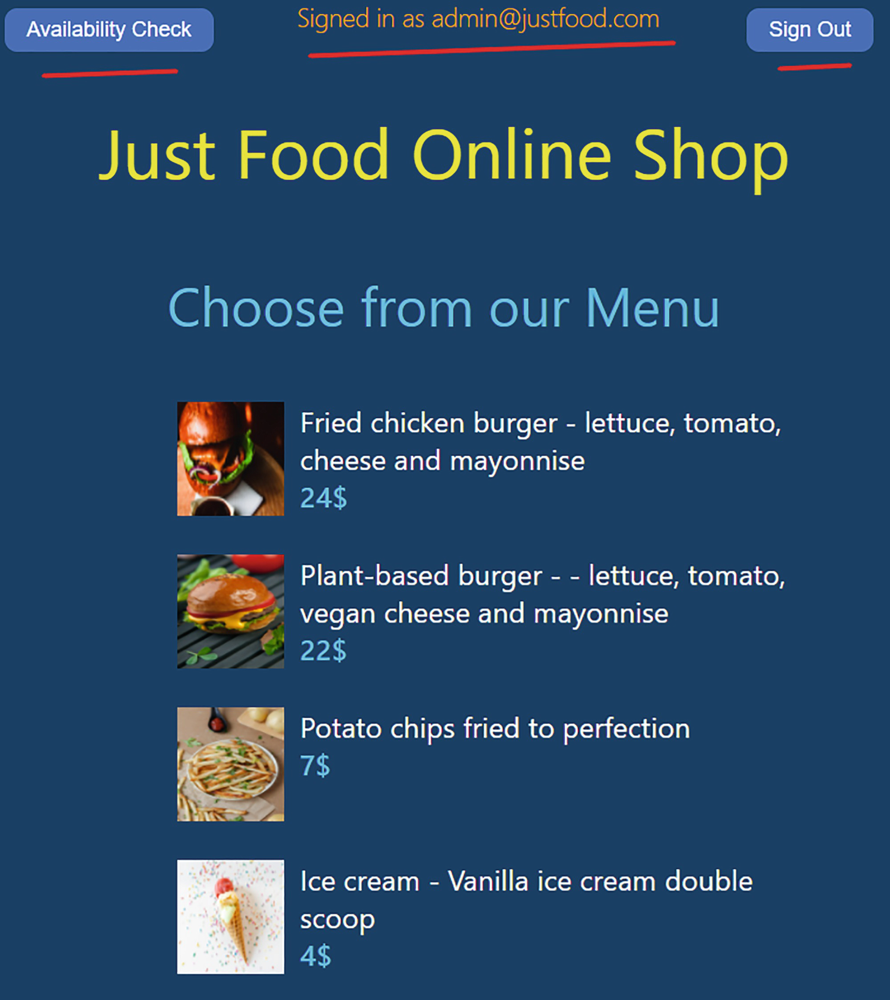 Availability Check
Signed in as admin@justfood.com
Sign Out
Just Food Online Shop
Choose from our Menu
Fried chicken burger - lettuce, tomato,
cheese and mayonnise
24$
Plant-based burger - - lettuce, tomato,
vegan cheese and mayonnise
22$
Potato chips fried to perfection
7$
Ice cream - Vanilla ice cream double
scoop
4$